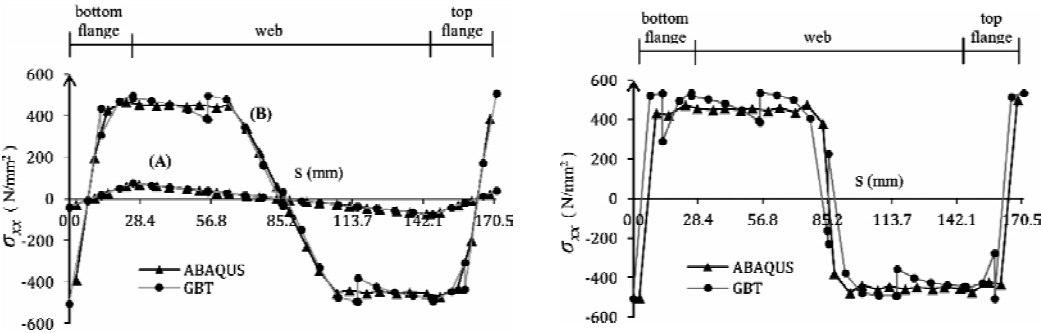 bottom flange web top flange
600
400
200
0
-200
-400
-600
σxx ( N/mm²)
(A)
(B)
S (mm)
0.0 28.4 56.8 85.2 113.7 142.1 170.5
ABAQUS
GBT
bottom flange web top flange
600
400
200
0
-200
-400
-600
σxx ( N/mm²)
S (mm)
0.0 28.4 56.8 85.2 113.7 142.1 170.5
ABAQUS
GBT